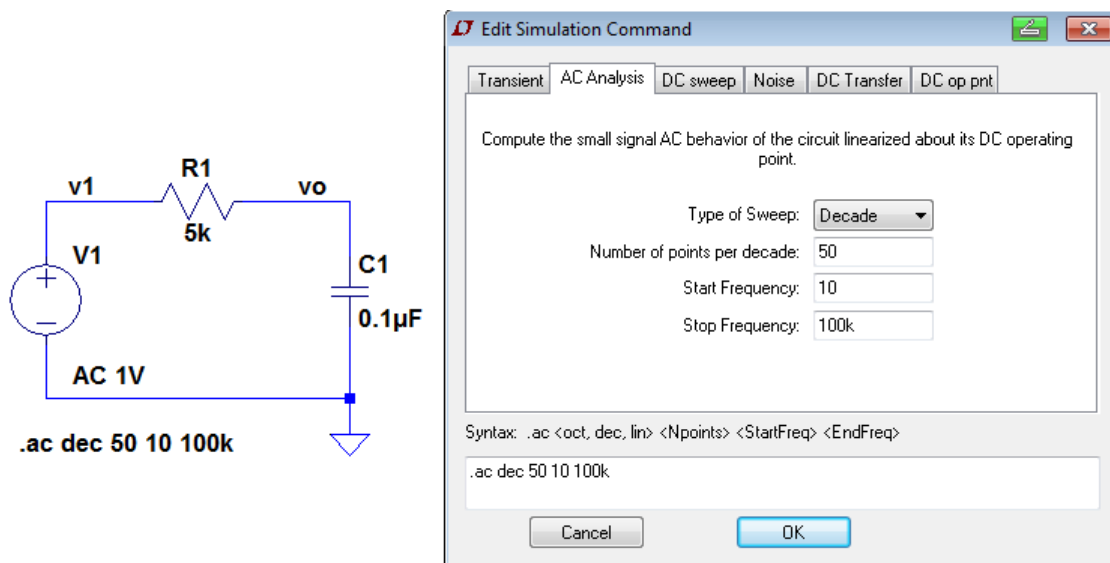 Edit Simulation Command
Transient AC Analysis DC sweep Noise DC Transfer DC op pnt
Compute the small signal AC behavior of the circuit linearized about its DC operating
point.
Type of Sweep: Decade
Number of points per decade: 50
Start Frequency: 10
Stop Frequency: 100k
Syntax: .ac <oct, dec, lin> <Npoints> <StartFreq> <EndFreq>
.ac dec 50 10 100k
Cancel OK
R1
v1 vo
5k
V1
C1
0.1µF
AC 1V
.ac dec 50 10 100k